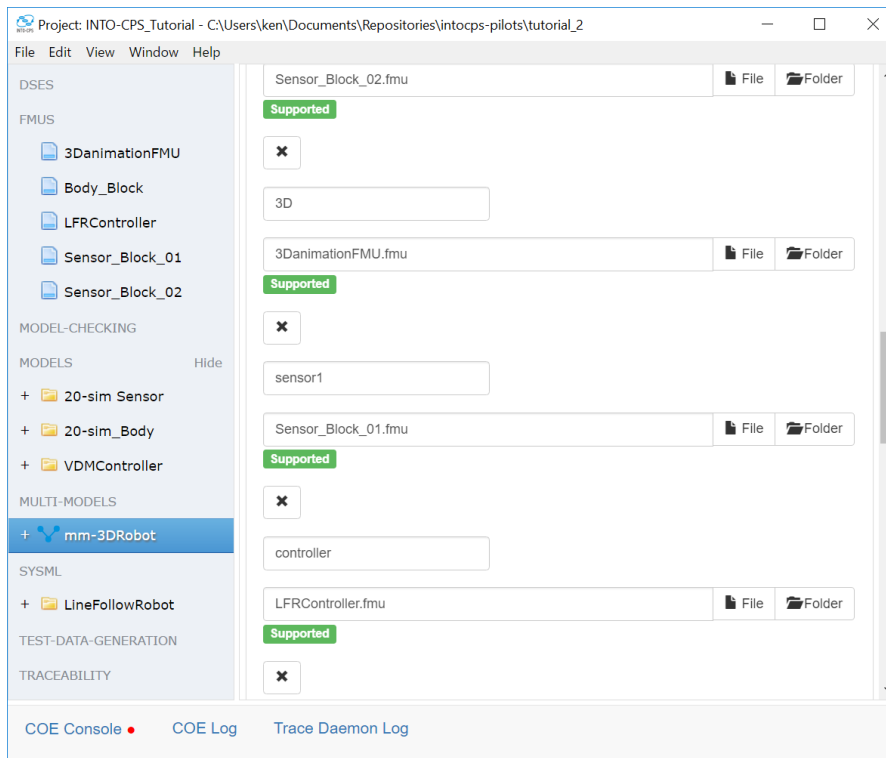 Project: INTO-CPS_Tutorial - C:\Users\ken\Documents\Repositories\intocps-pilots\tutorial_2
File Edit View Window Help
DSES
FMUS
3DanimationFMU
Body_Block
LFRController
Sensor_Block_01
Sensor_Block_02
MODEL-CHECKING
MODELS Hide
+ 20-sim Sensor
+ 20-sim_Body
+ VDMController
MULTI-MODELS
+ mm-3DRobot
SYSML
+ LineFollowRobot
TEST-DATA-GENERATION
TRACEABILITY
Sensor_Block_02.fmu File Folder
Supported
3D
3DanimationFMU.fmu File Folder
Supported
sensor1
Sensor_Block_01.fmu File Folder
Supported
controller
LFRController.fmu File Folder
Supported
COE Console COE Log Trace Daemon Log